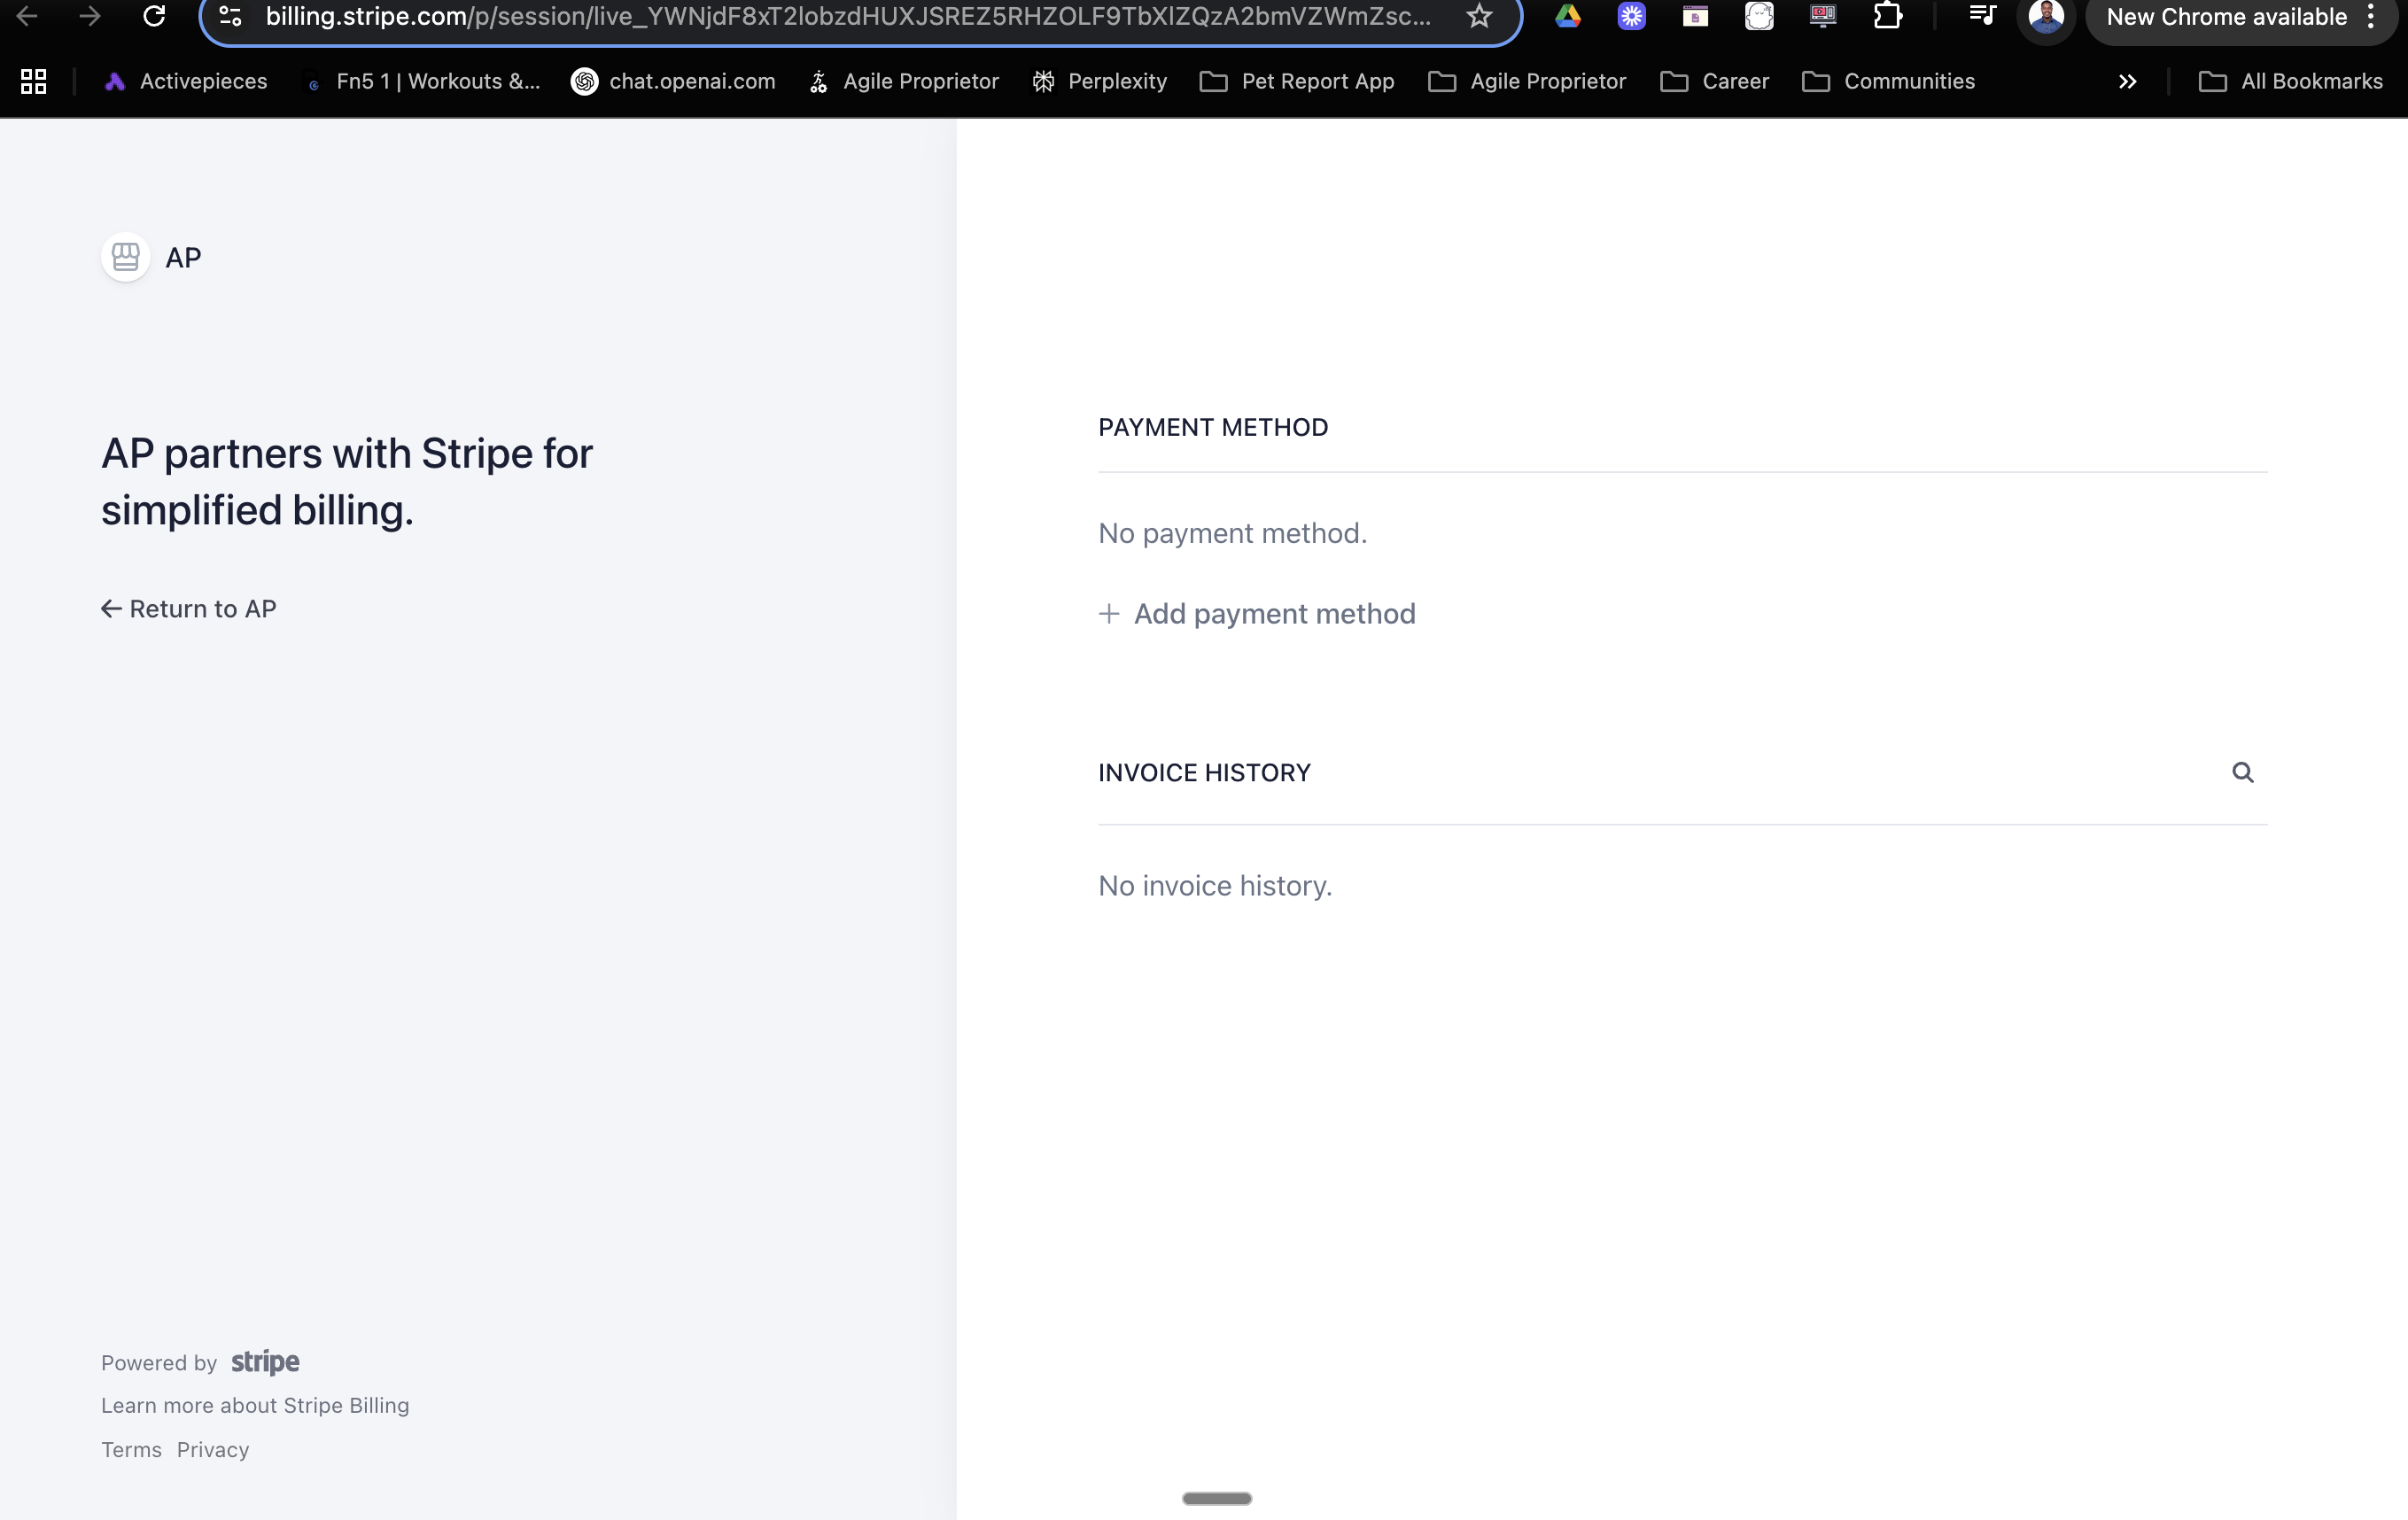 billing.stripe.com/p/session/live_YWNjdF8xT2lobzdHUXJSREZ5RHZOLF9TbXlZQzA2bmVZWmZsc...
New Chrome available
Activepieces
Fn5 1 | Workouts &...
chat.openai.com
Agile Proprietor
Perplexity
Pet Report App
Agile Proprietor
Career
Communities
All Bookmarks
AP
AP partners with Stripe for
simplified billing.
Return to AP
PAYMENT METHOD
No payment method.
Add payment method
INVOICE HISTORY
No invoice history.
Powered by stripe
Learn more about Stripe Billing
Terms Privacy